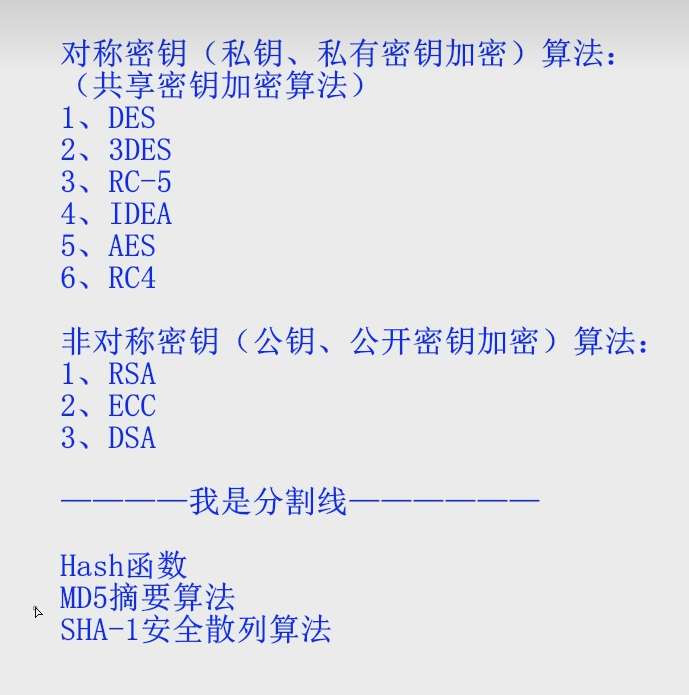 对称密钥（私钥、私有密钥加密）算法：
（共享密钥加密算法）
1、DES
2、3DES
3、RC-5
4、IDEA
5、AES
6、RC4
非对称密钥（公钥、公开密钥加密）算法：
1、RSA
2、ECC
3、DSA
————我是分割线——————
Hash函数
MD5摘要算法
SHA-1安全散列算法